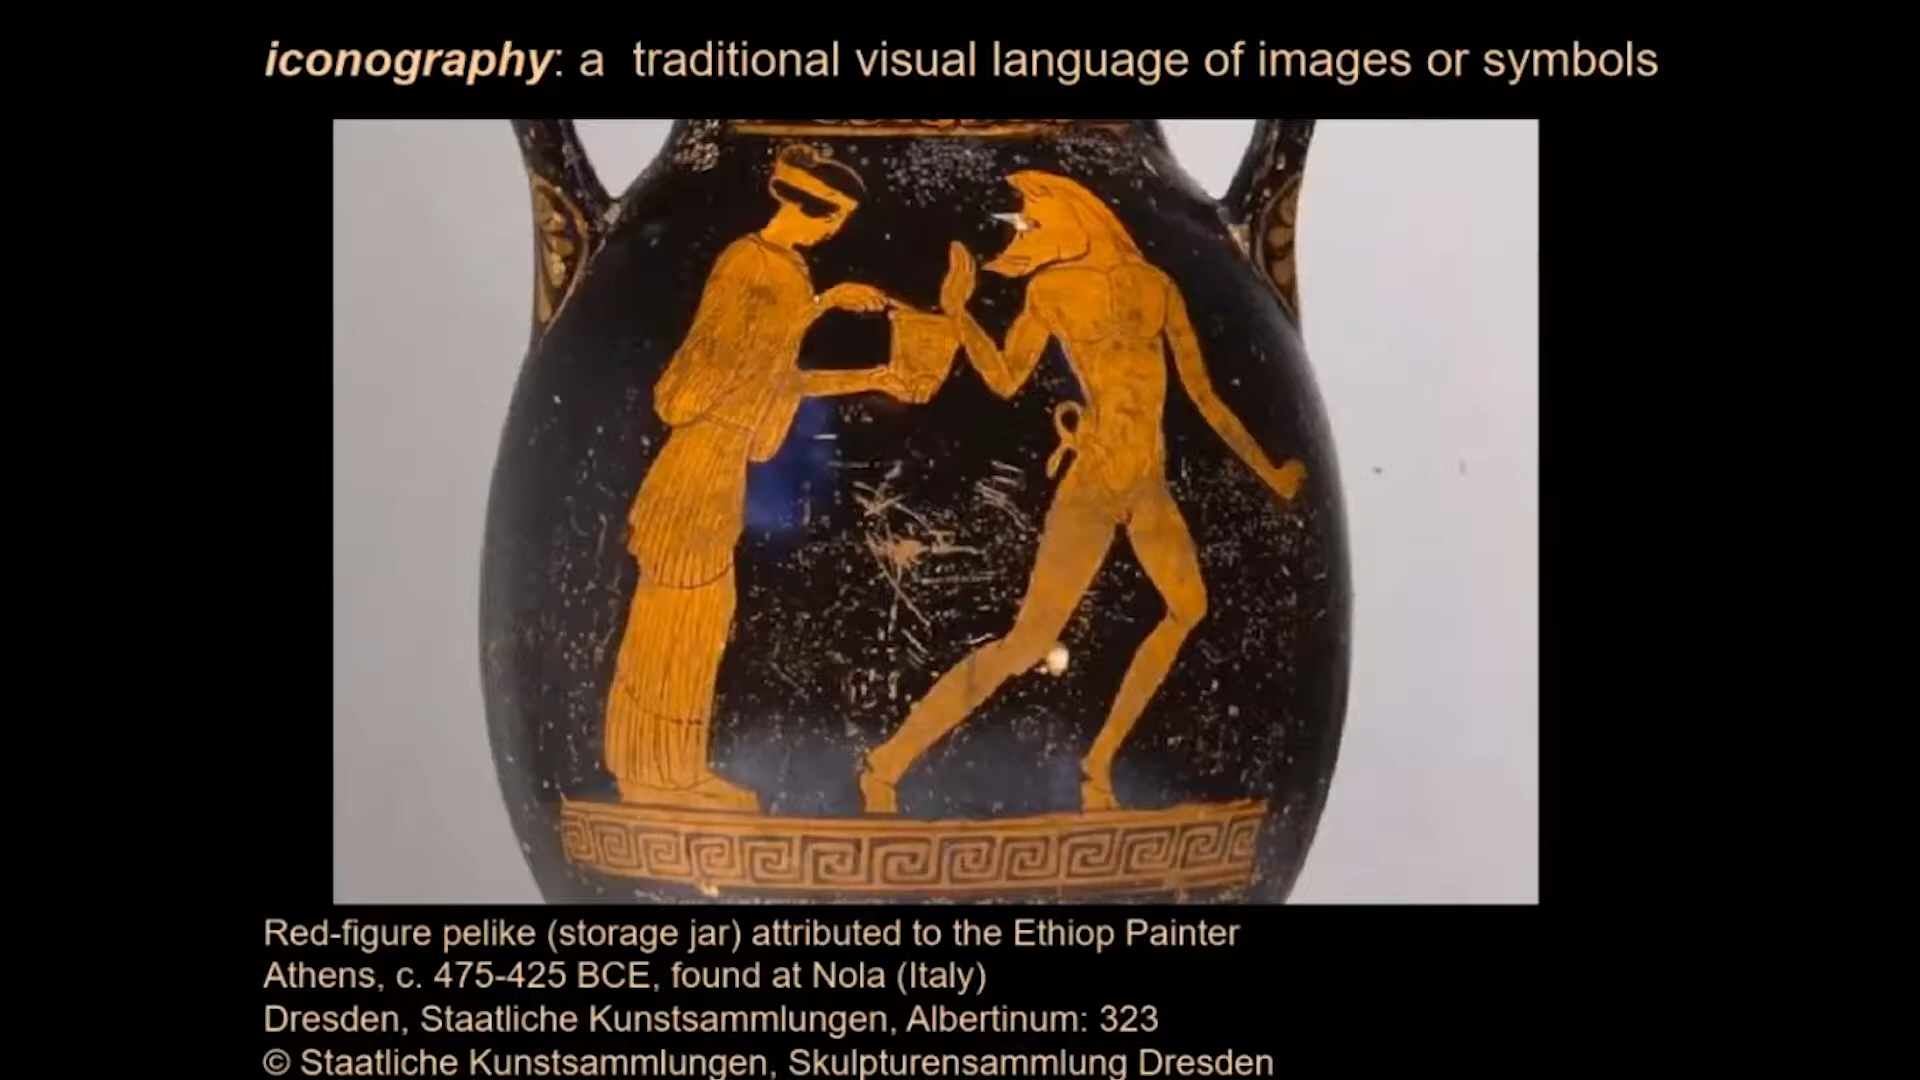 iconography: a traditional visual language of images or symbols
Red-figure pelike (storage jar) attributed to the Ethiop Painter
Athens, c. 475-425 BCE, found at Nola (Italy)
Dresden, Staatliche Kunstsammlungen, Albertinum: 323
© Staatliche Kunstsammlungen, Skulpturensammlung Dresden